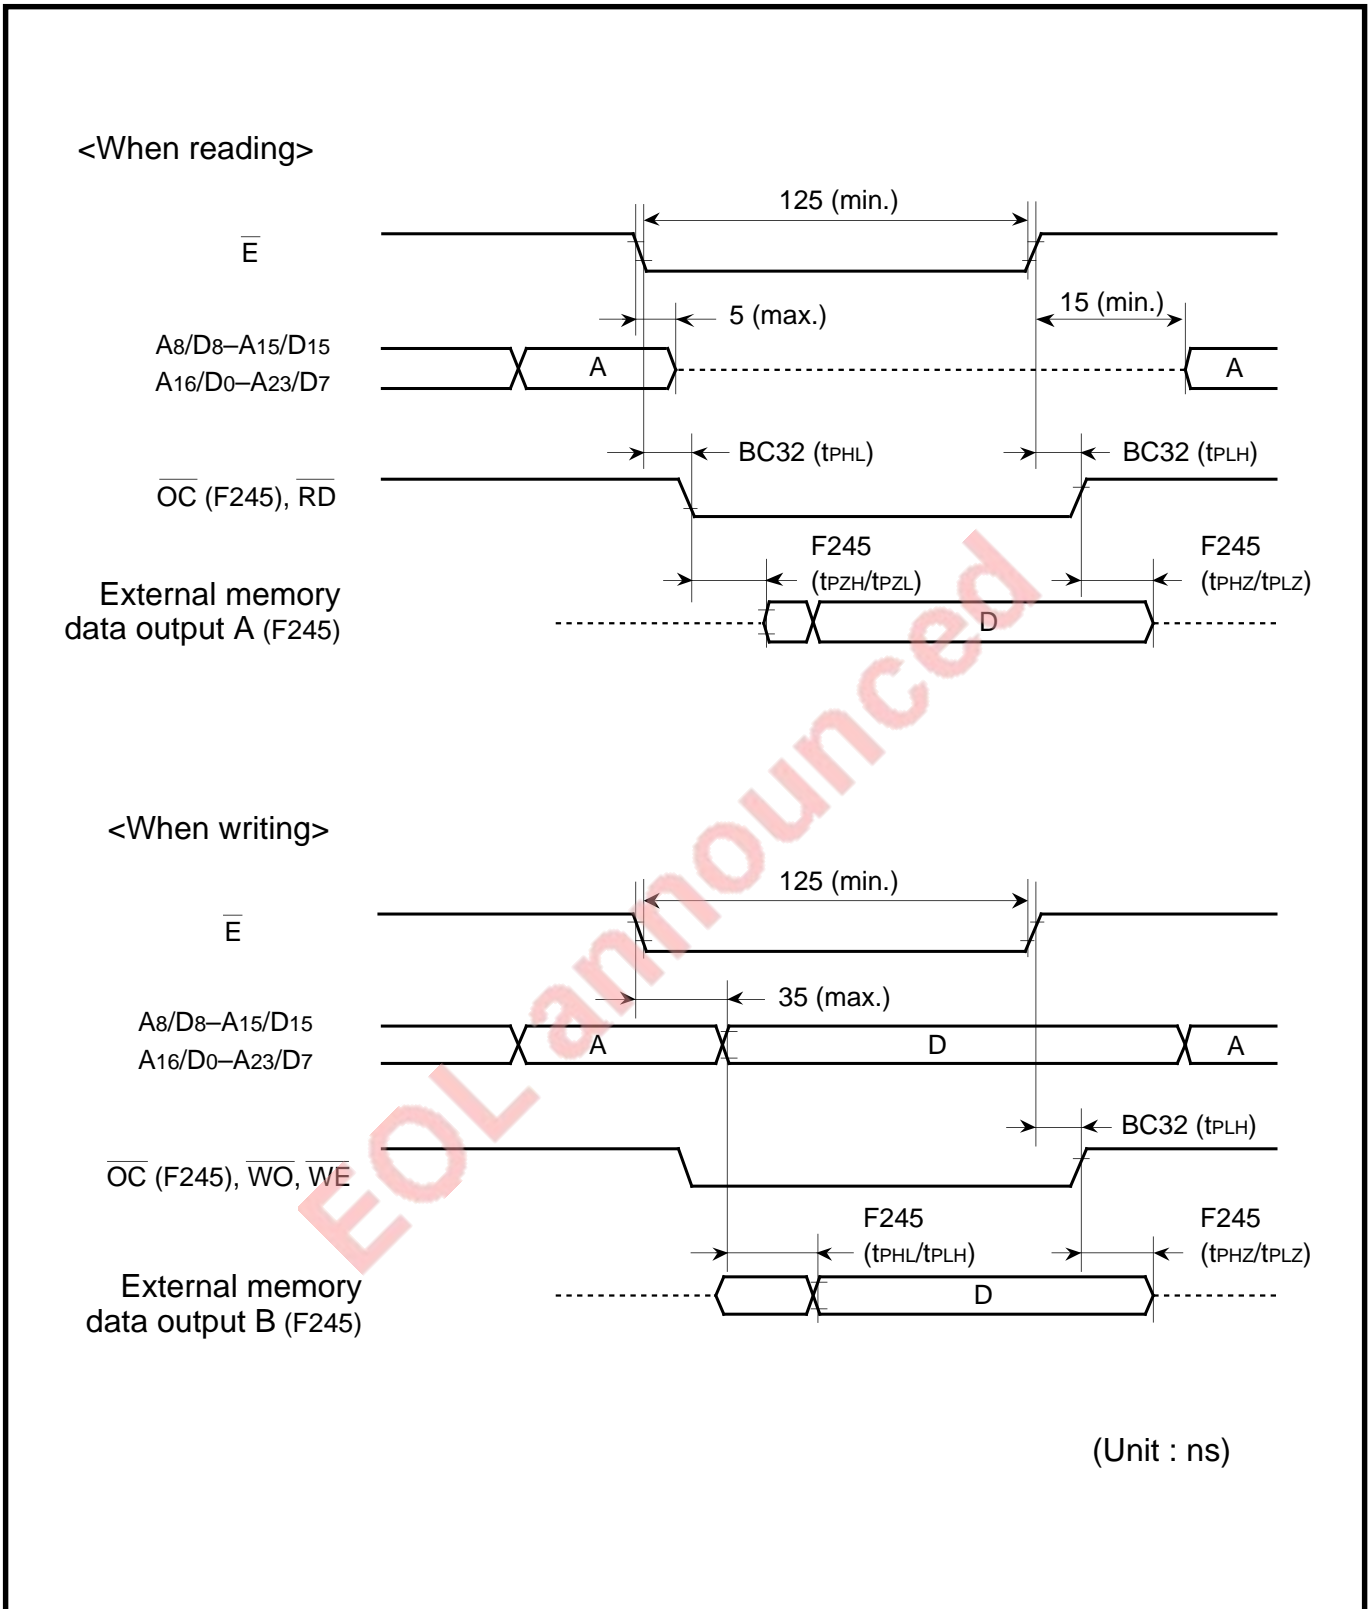 <When reading>
125 (min.)
E
5 (max.)
15 (min.)
A8/D8–A15/D15
A16/D0–A23/D7
A
A
BC32 (tPHL)
BC32 (tPLH)
OC (F245), RD
F245
(tPZH/tPZL)
F245
(tPHZ/tPLZ)
External memory
data output A (F245)
D
EOL announced
<When writing>
125 (min.)
E
35 (max.)
A8/D8–A15/D15
A16/D0–A23/D7
A
D
A
BC32 (tPLH)
OC (F245), WO, WE
F245
(tPHL/tPLH)
F245
(tPHZ/tPLZ)
External memory
data output B (F245)
D
(Unit : ns)